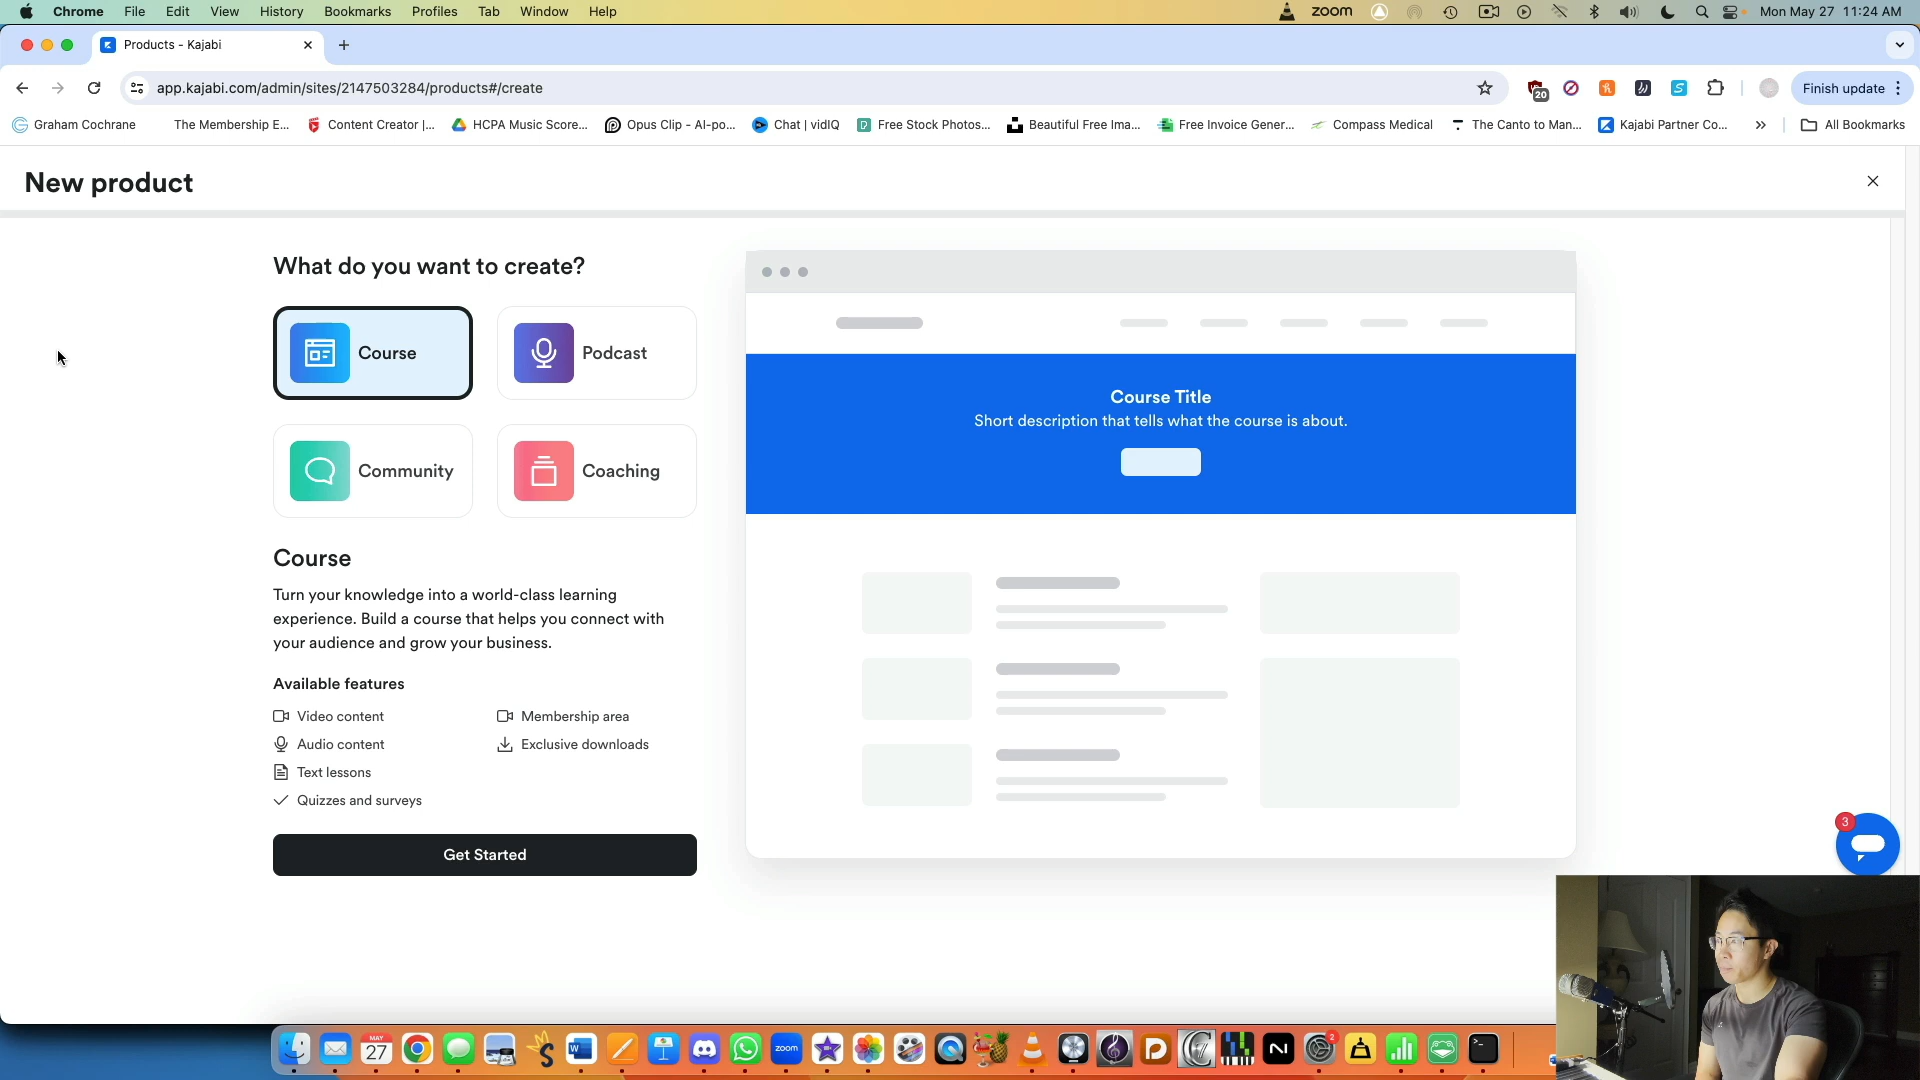 Chrome File Edit View History Bookmarks Profiles Tab Window Help zoom Mon May 27 11:24 AM
Products - Kajabi
app.kajabi.com/admin/sites/2147503284/products#/create 20 Finish update
Graham Cochrane The Membership E... Content Creator |... HCPA Music Score... Opus Clip - AI-po... Chat | vidIQ Free Stock Photos... Beautiful Free Ima... Free Invoice Gener... Compass Medical The Canto to Man... Kajabi Partner Co... » All Bookmarks
New product
What do you want to create?
Course
Podcast
Community
Coaching
Course
Turn your knowledge into a world-class learning
experience. Build a course that helps you connect with
your audience and grow your business.
Available features
Video content
Membership area
Audio content
Exclusive downloads
Text lessons
Quizzes and surveys
Get Started
Course Title
Short description that tells what the course is about.
3
MAY
27
zoom
2